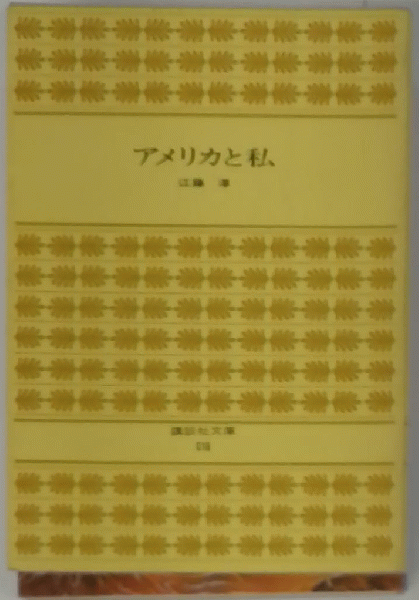 アメリカと私
江藤 淳
講談社文庫